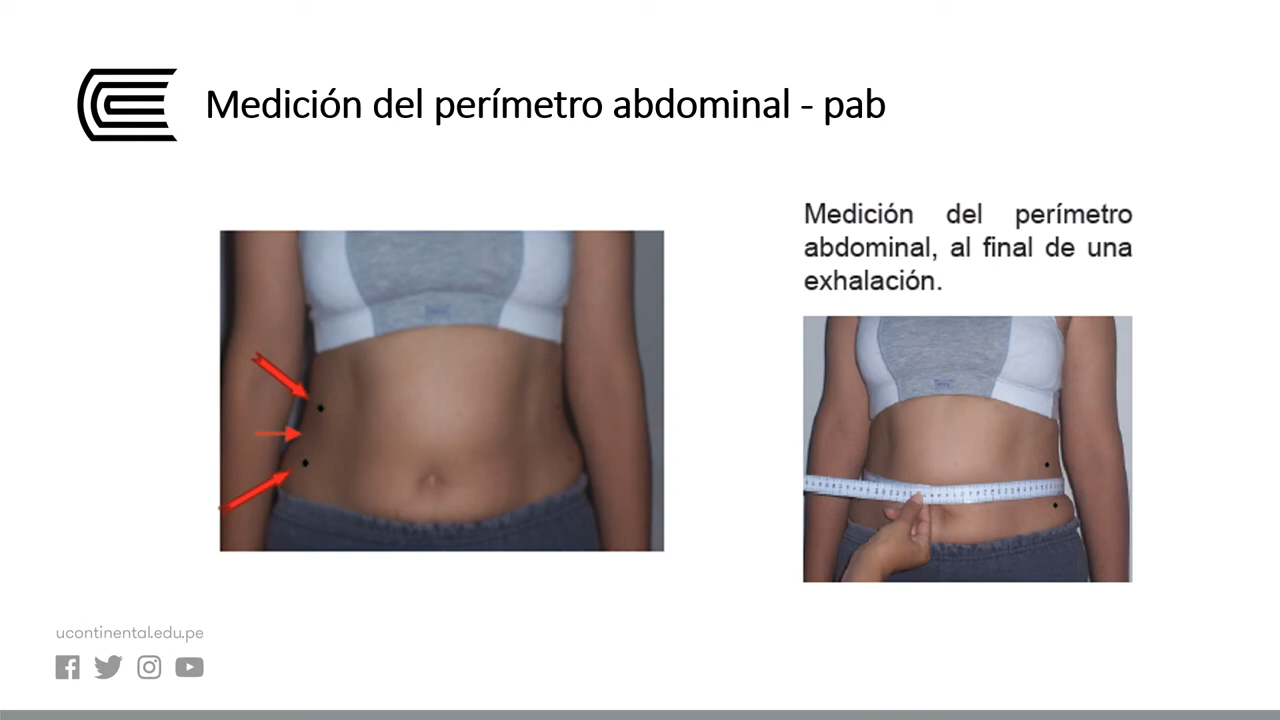 Medición del perímetro abdominal - pab
Medición del perímetro
abdominal, al final de una
exhalación.
ucontinental.edu.pe